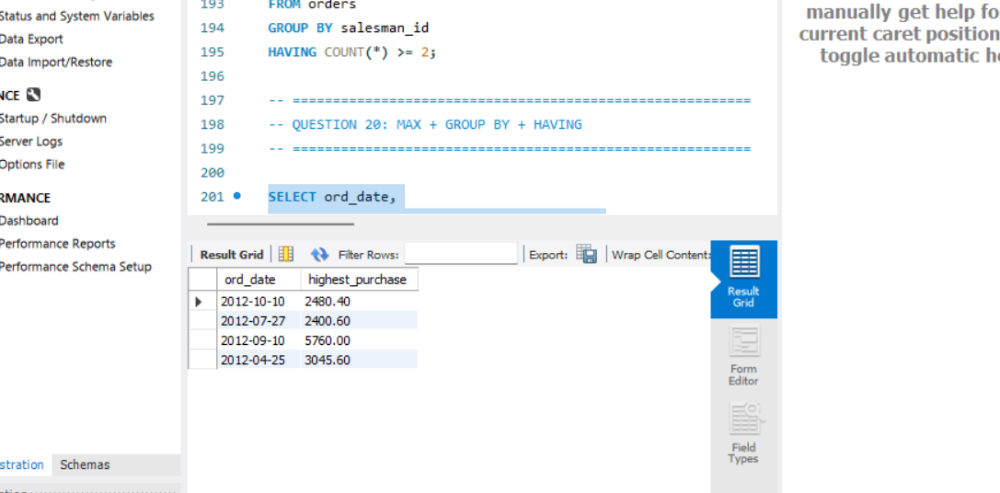 Status and System Variables
Data Export
Data Import/Restore
NCE
Startup / Shutdown
Server Logs
Options File
RMANCE
Dashboard
Performance Reports
Performance Schema Setup
stration Schemas
193 FROM orders
194 GROUP BY salesman_id
195 HAVING COUNT(*) >= 2;
196
197 -- =========================================================
198 -- QUESTION 20: MAX + GROUP BY + HAVING
199 -- =========================================================
200
201 SELECT ord_date,
Result Grid Filter Rows: Export: Wrap Cell Content:
ord_date highest_purchase
2012-10-10 2480.40
2012-07-27 2400.60
2012-09-10 5760.00
2012-04-25 3045.60
Result
Grid
Form
Editor
Field
Types
manually get help fo
current caret position
toggle automatic he